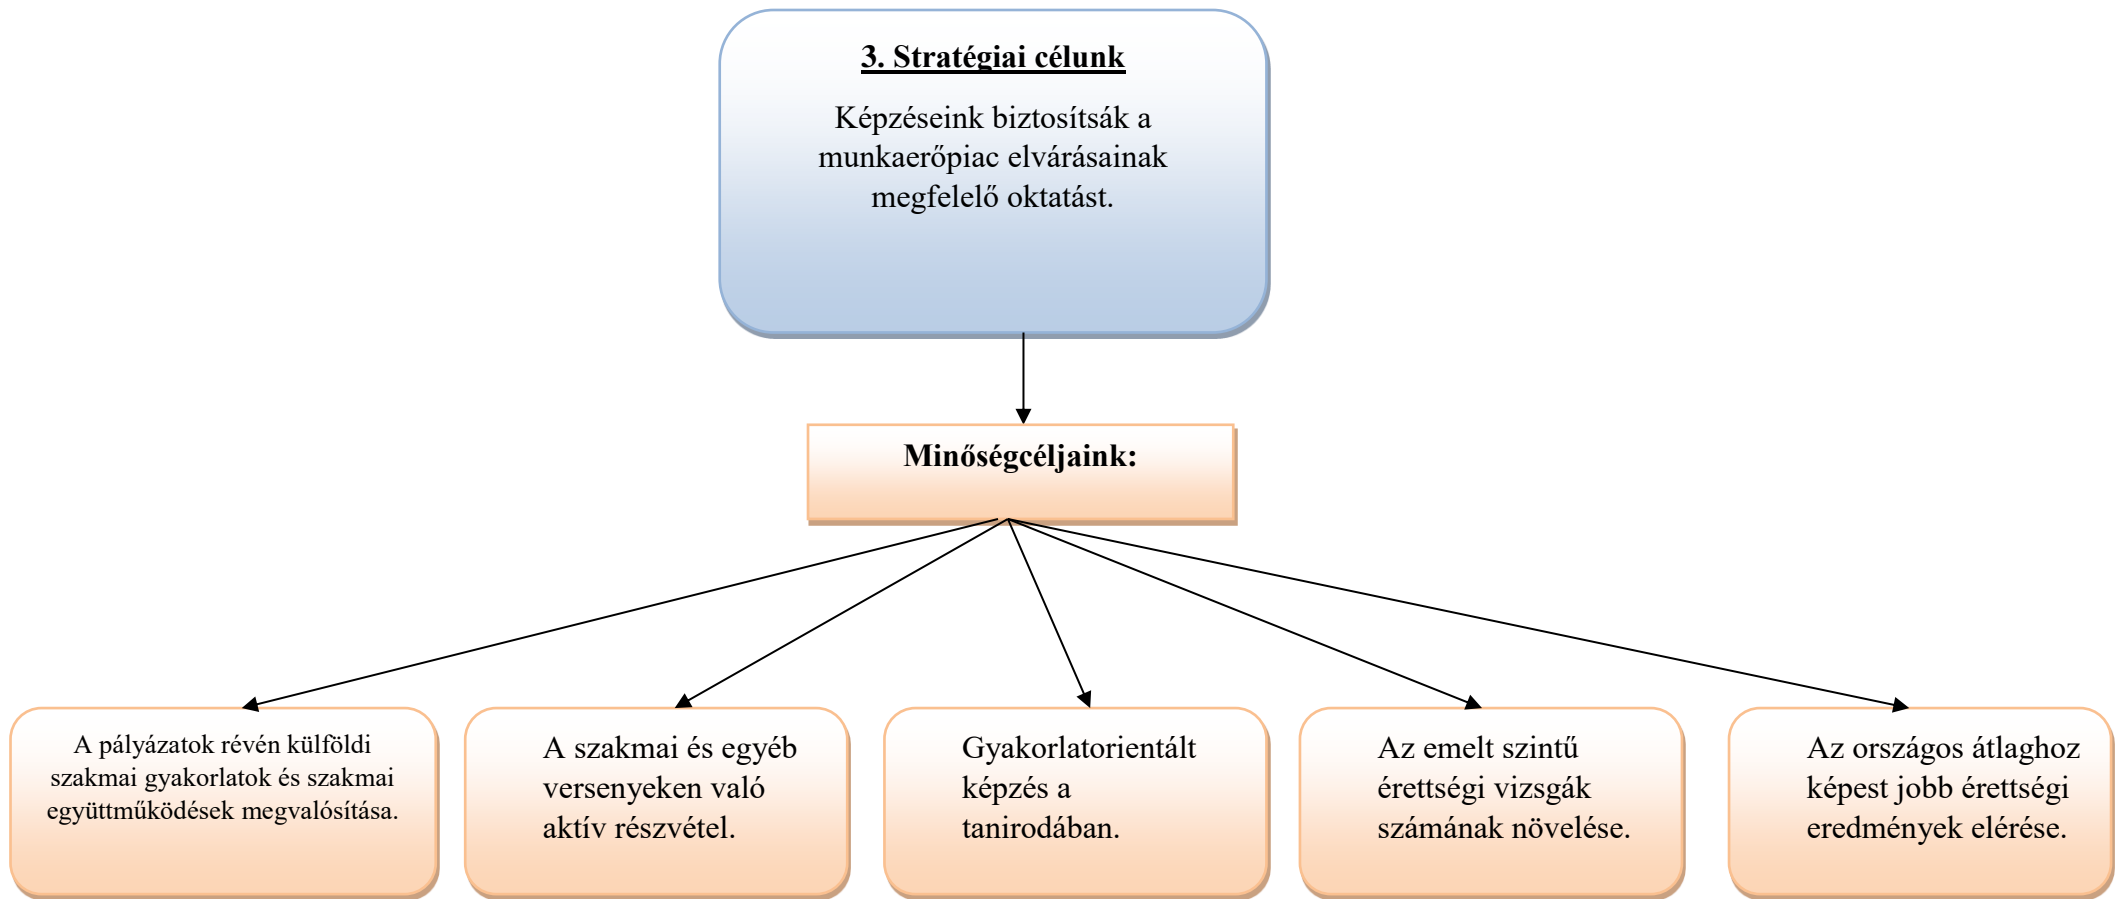 3. Stratégiai célunk
Képzéseink biztosítsák a
munkaerőpiac elvárásainak
megfelelő oktatást.
Minőségcéljaink:
A pályázatok révén külföldi
szakmai gyakorlatok és szakmai
együttműködések megvalósítása.
A szakmai és egyéb
versenyeken való
aktív részvétel.
Gyakorlatorientált
képzés a
tanirodában.
Az emelt szintű
érettségi vizsgák
számának növelése.
Az országos átlaghoz
képest jobb érettségi
eredmények elérése.